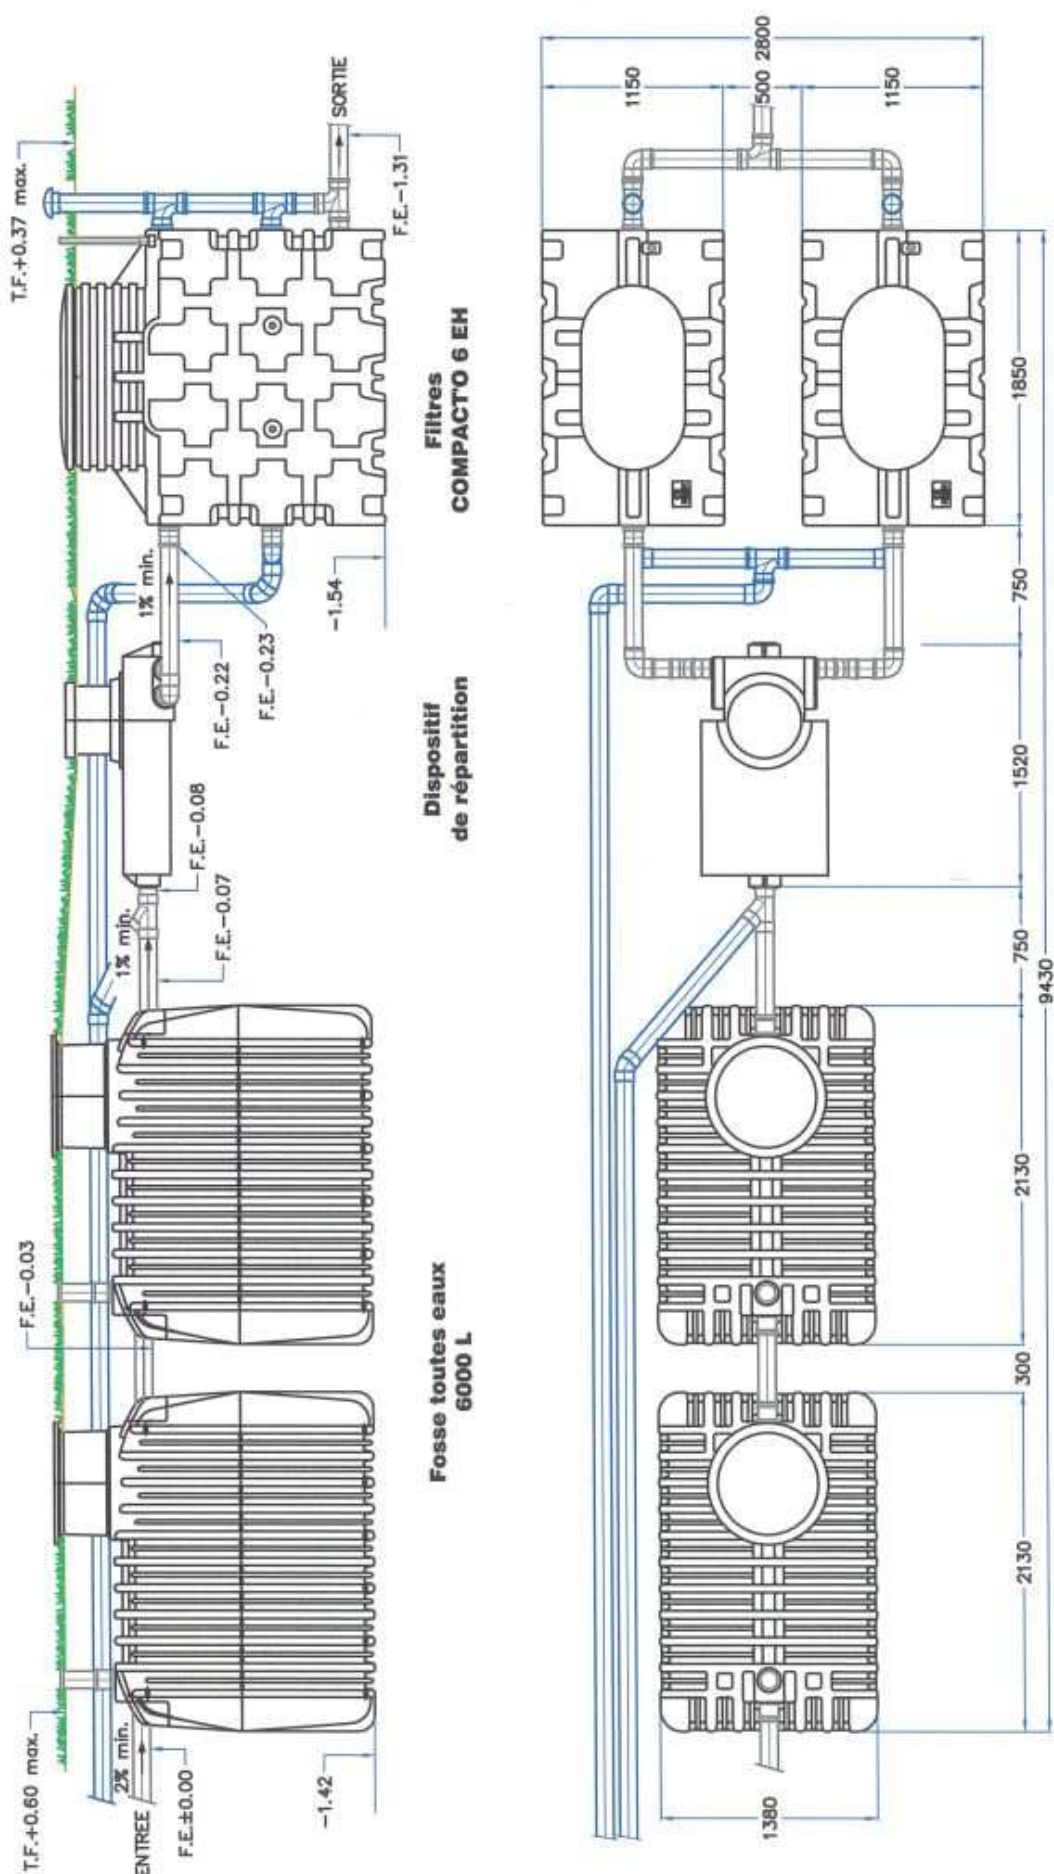 T.F.+0.60 max.
T.F.+0.37 max.
ENTREE
2% min.
F.E.±0.00
F.E.-0.03
1% min.
F.E.-0.07
F.E.-0.08
1% min.
F.E.-0.22
F.E.-0.23
SORTIE
F.E.-1.31
-1.42
-1.54
Fosse toutes eaux
6000 L
Dispositif
de répartition
Filtres
COMPACT'O 6 EH
1150
500
1150
2800
1380
2130
300
2130
750
1520
750
1850
9430